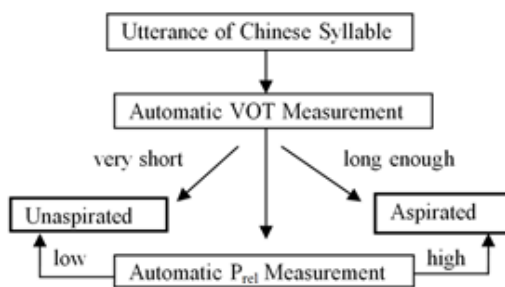 Utterance of Chinese Syllable
Automatic VOT Measurement
very short
long enough
Unaspirated
Aspirated
low
Automatic Prel Measurement
high